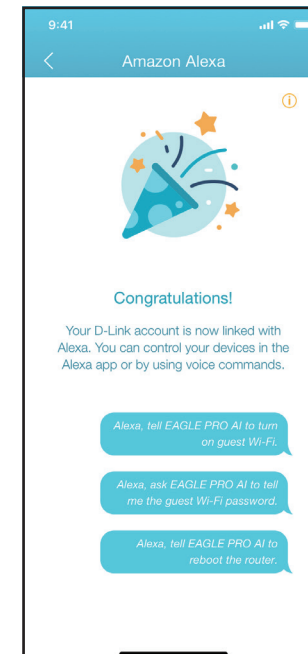 9:41
Amazon Alexa
Congratulations!
Your D-Link account is now linked with
Alexa. You can control your devices in the
Alexa app or by using voice commands.
Alexa, tell EAGLE PRO AI to turn
on guest Wi-Fi.
Alexa, ask EAGLE PRO AI to tell
me the guest Wi-Fi password.
Alexa, tell EAGLE PRO AI to
reboot the router.